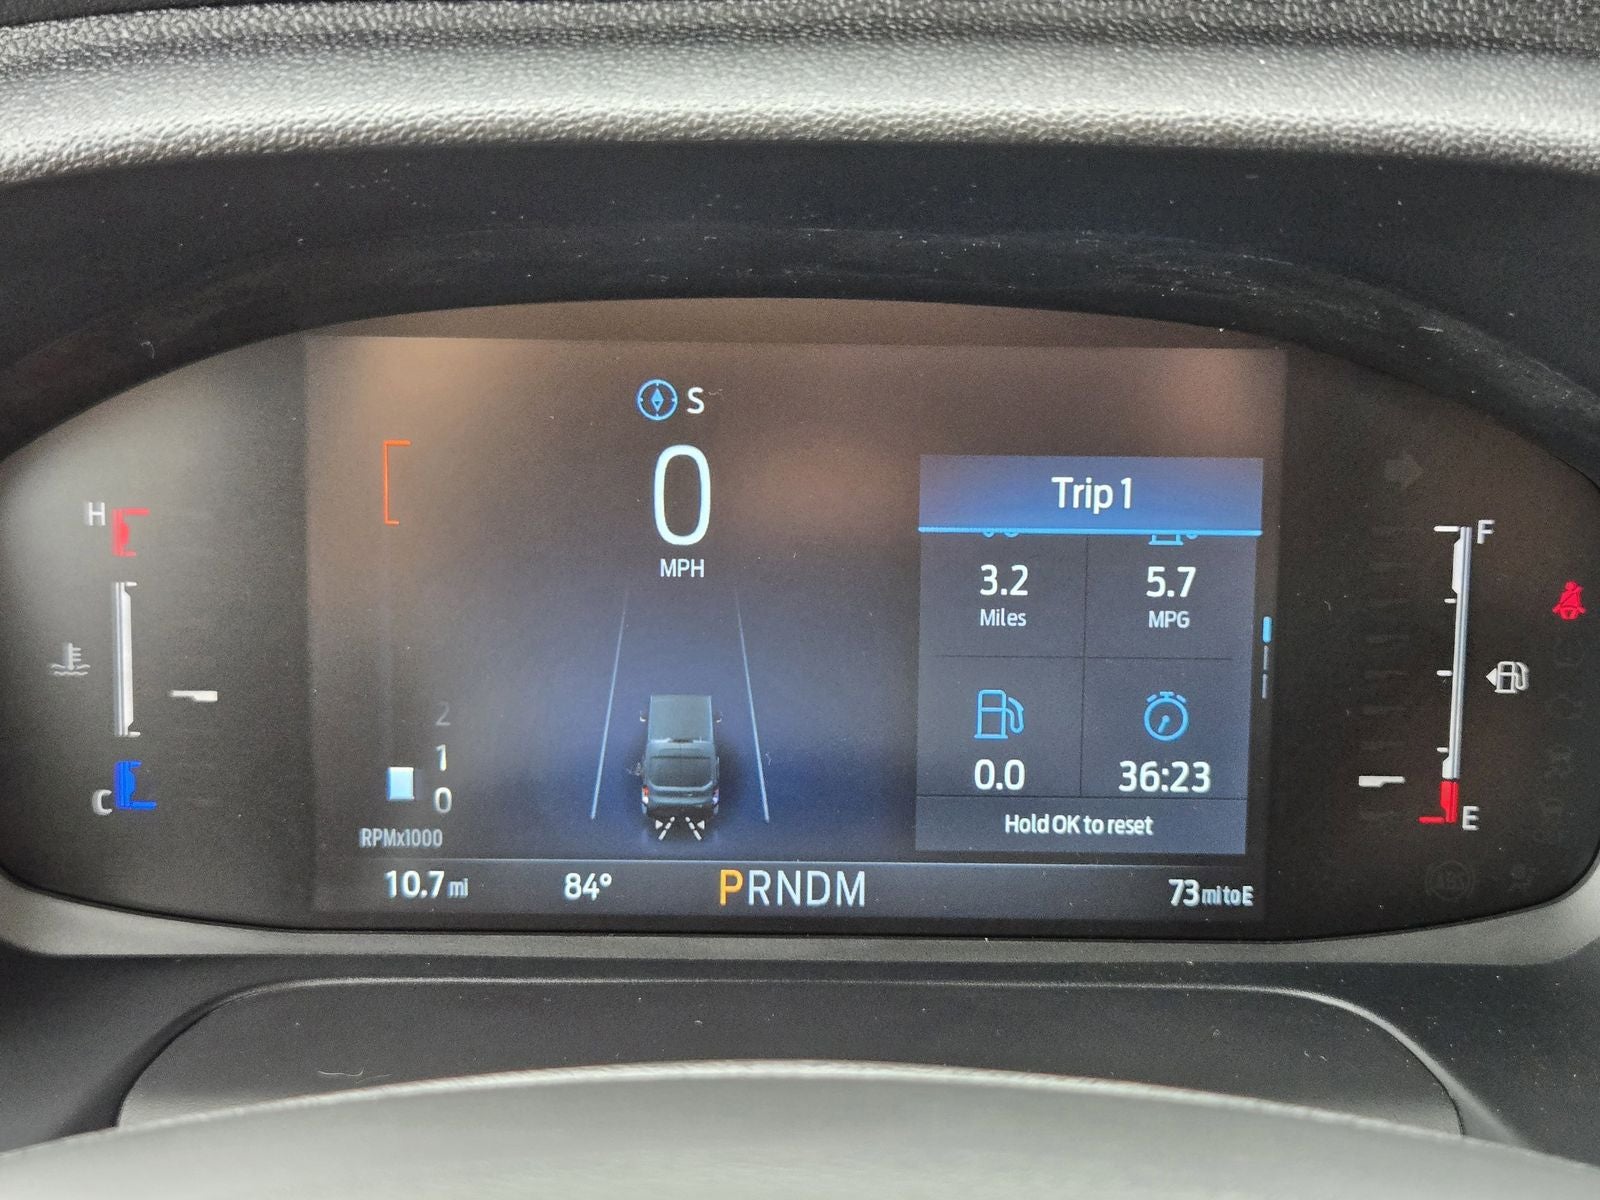 S
0
MPH
Trip 1
3.2
Miles
5.7
MPG
0.0
36:23
Hold OK to reset
H
C
2
1
0
RPMx1000
F
E
10.7 mi
84°
PRNDM
73 mi to E